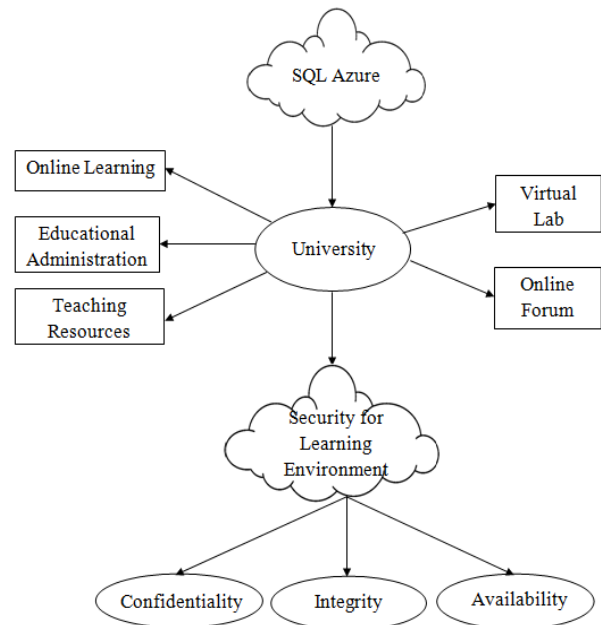 SQL Azure
Online Learning
Educational
Administration
Teaching
Resources
University
Virtual
Lab
Online
Forum
Security for
Learning
Environment
Confidentiality
Integrity
Availability